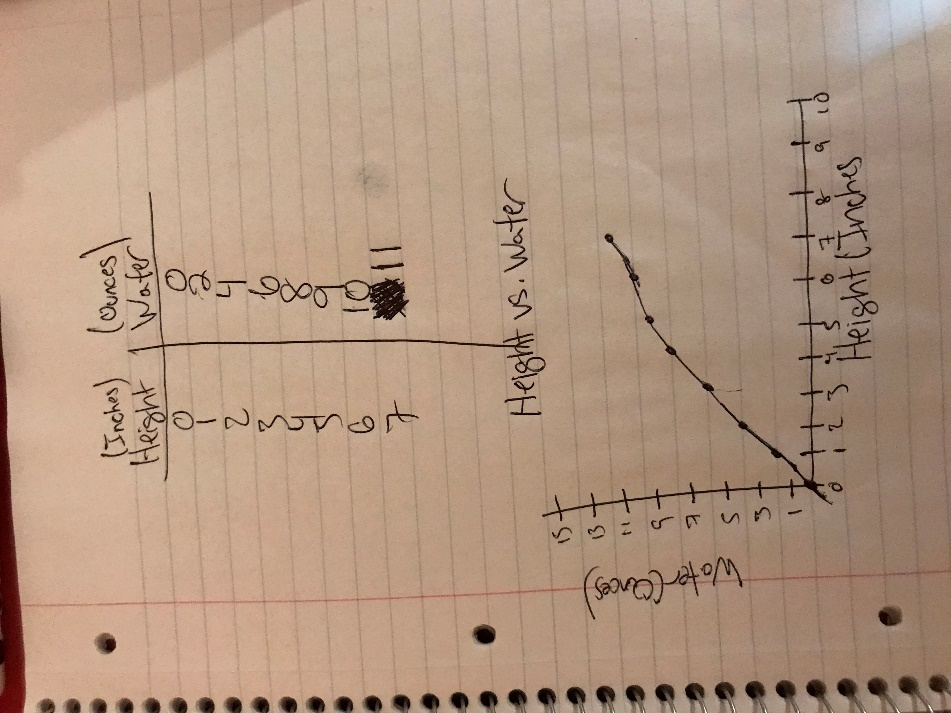 (Inches) (ounces)
Height Water
0 0
1 2
2 4
3 6
4 8
5 9
6 10
7 11
Height vs. Water
15
13
11
9
7
5
3
1
Water (Ounces)
0 1 2 3 4 5 6 7 8 9 10
Height (Inches